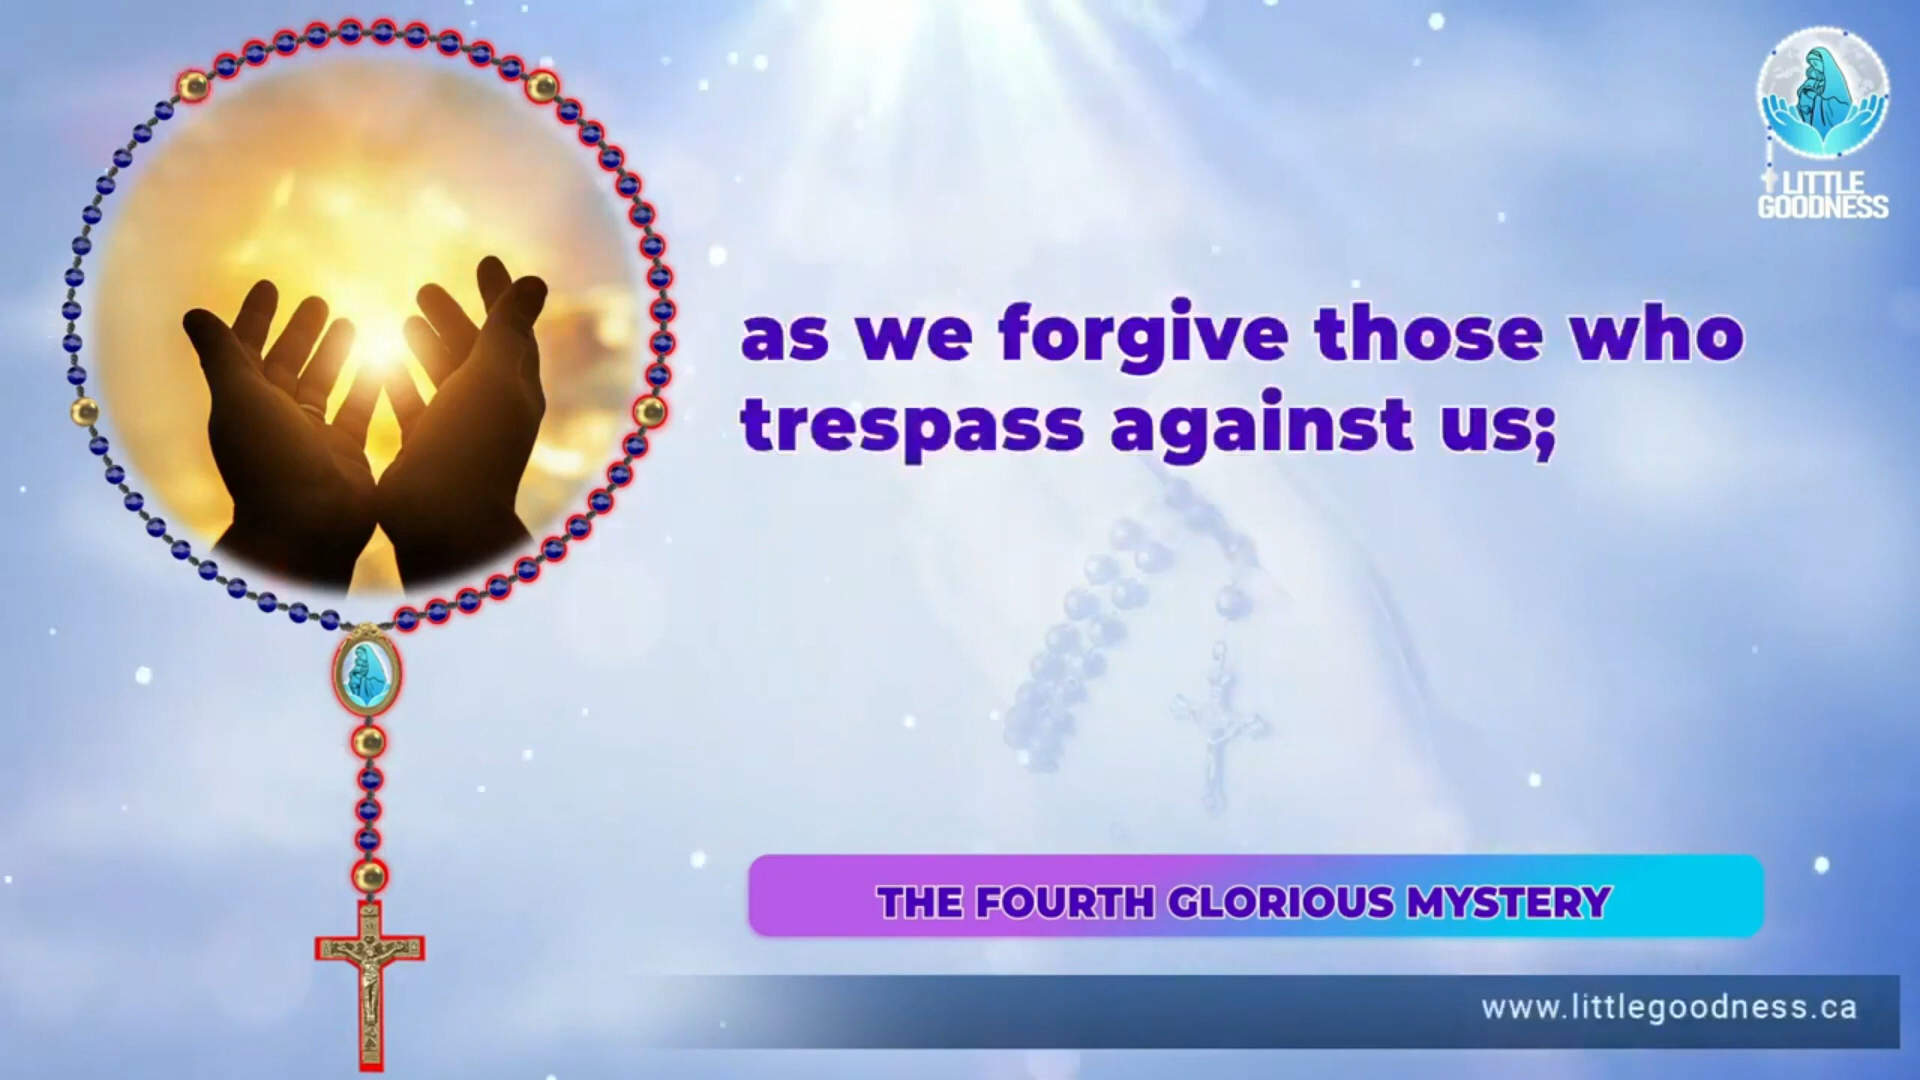 LITTLE
GOODNESS
as we forgive those who
trespass against us;
THE FOURTH GLORIOUS MYSTERY
www.littlegoodness.ca